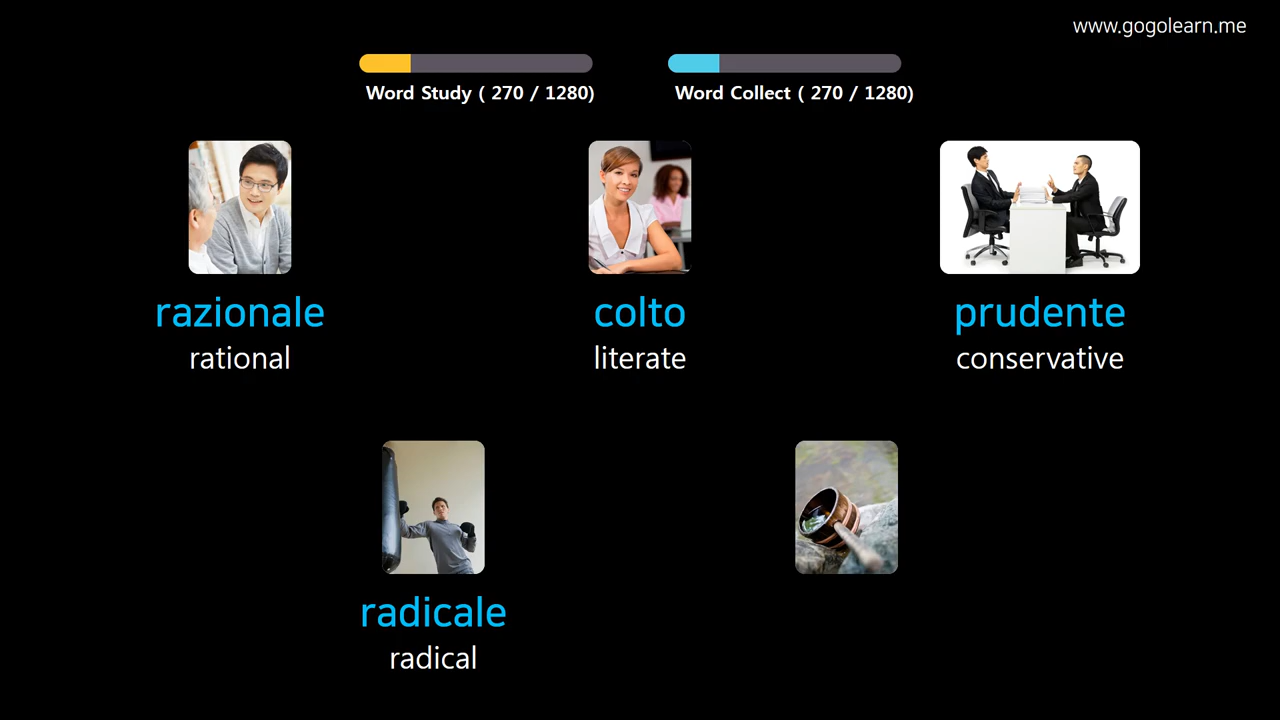 www.gogolearn.me
Word Study ( 270 / 1280)
Word Collect ( 270 / 1280)
razionale
rational
colto
literate
prudente
conservative
radicale
radical